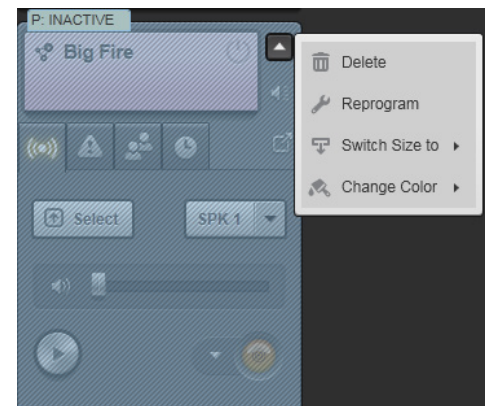 P: INACTIVE
Big Fire
Delete
Reprogram
Switch Size to
Change Color
Select
SPK 1